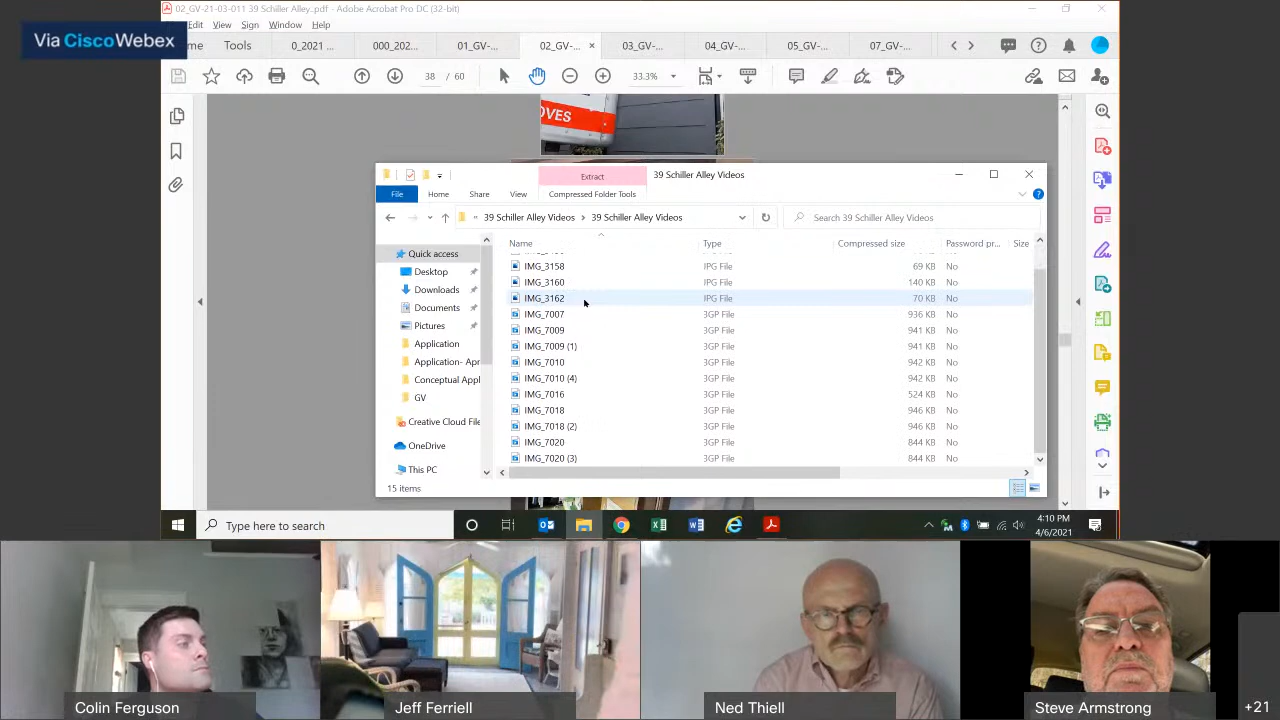 02_GV-21-03-011 39 Schiller Alley..pdf - Adobe Acrobat Pro DC (32-bit)
Via Cisco Webex
Edit View Sign Window Help
Tools 0_2021 ... 000_202... 01_GV-... 02_GV-... × 03_GV-... 04_GV-... 05_GV-... 07_GV-...
38 / 60 33.3%
OVES
Extract 39 Schiller Alley Videos
File Home Share View Compressed Folder Tools
« 39 Schiller Alley Videos > 39 Schiller Alley Videos
Search 39 Schiller Alley Videos
Name Type Compressed size Password pr... Size
IMG_3158 JPG File 69 KB No
IMG_3160 JPG File 140 KB No
IMG_3162 JPG File 70 KB No
IMG_7007 3GP File 936 KB No
IMG_7009 3GP File 941 KB No
IMG_7009 (1) 3GP File 941 KB No
IMG_7010 3GP File 942 KB No
IMG_7010 (4) 3GP File 942 KB No
IMG_7016 3GP File 524 KB No
IMG_7018 3GP File 946 KB No
IMG_7018 (2) 3GP File 946 KB No
IMG_7020 3GP File 844 KB No
IMG_7020 (3) 3GP File 844 KB No
Quick access
Desktop
Downloads
Documents
Pictures
Application
Application- Apr
Conceptual Appl
GV
Creative Cloud File
OneDrive
This PC
15 items
Type here to search
4:10 PM
4/6/2021
Colin Ferguson
Jeff Ferriell
Ned Thiell
Steve Armstrong
+21